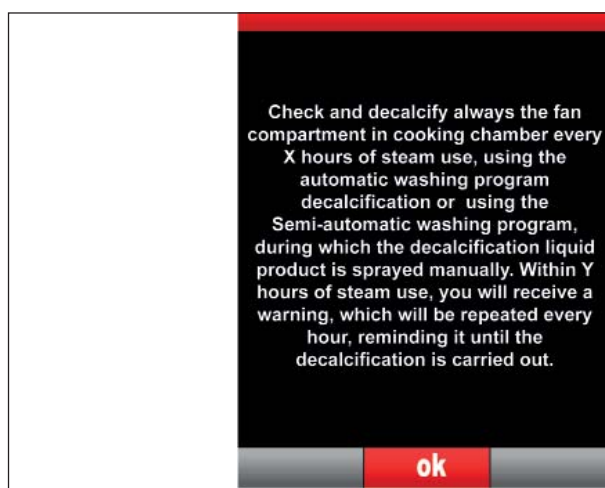 Check and decalcify always the fan
compartment in cooking chamber every
X hours of steam use, using the
automatic washing program
decalcification or using the
Semi-automatic washing program,
during which the decalcification liquid
product is sprayed manually. Within Y
hours of steam use, you will receive a
warning, which will be repeated every
hour, reminding it until the
decalcification is carried out.
ok